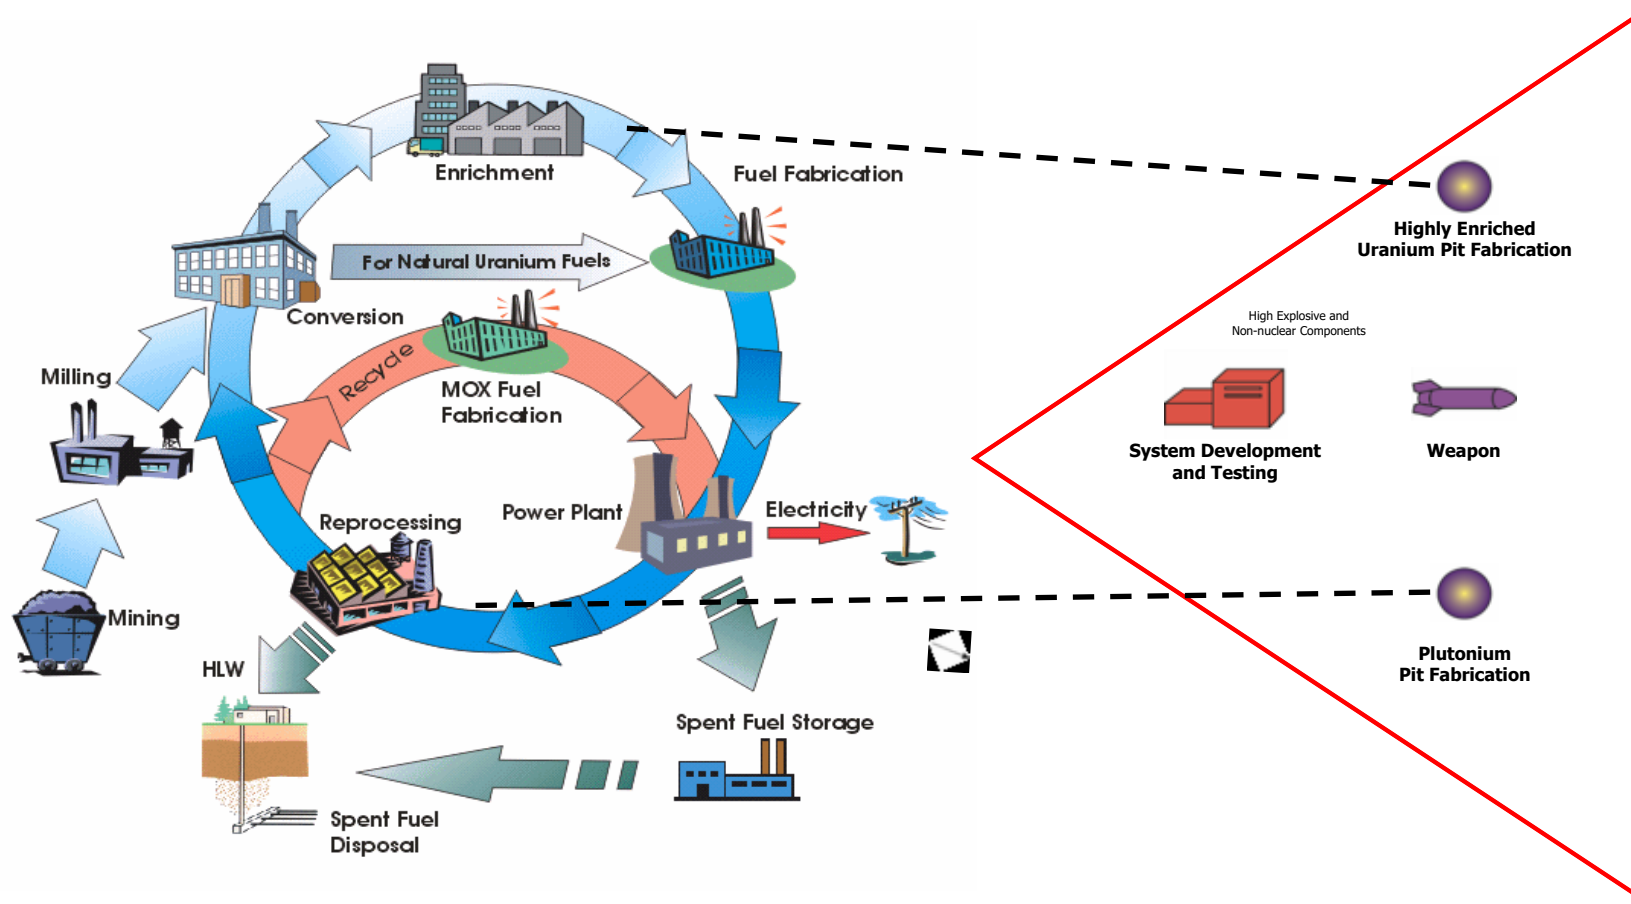 Enrichment
Fuel Fabrication
For Natural Uranium Fuels
Conversion
Recycle
MOX Fuel
Fabrication
Milling
Mining
Reprocessing
Power Plant
Electricity
HLW
Spent Fuel Storage
Spent Fuel
Disposal
Highly Enriched
Uranium Pit Fabrication
High Explosive and
Non-nuclear Components
System Development
and Testing
Weapon
Plutonium
Pit Fabrication